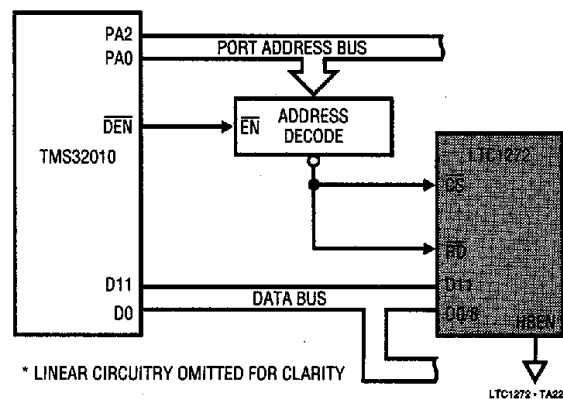 PA2
PORT ADDRESS BUS
PA0
ADDRESS
DECODE
DEN
EN
TMS32010
LTC1272
CS
RD
D11
D11
DATA BUS
D0
D0/8
HBEN
* LINEAR CIRCUITRY OMITTED FOR CLARITY
LTC1272 • TA22